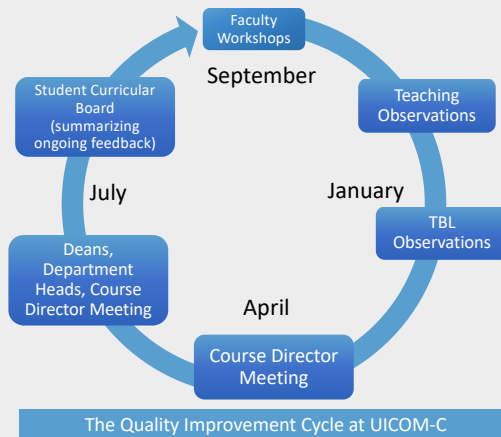 Faculty
Workshops
September
Teaching
Observations
January
TBL
Observations
April
Course Director
Meeting
Deans,
Department
Heads, Course
Director Meeting
July
Student Curricular
Board
(summarizing
ongoing feedback)
The Quality Improvement Cycle at UICOM-C